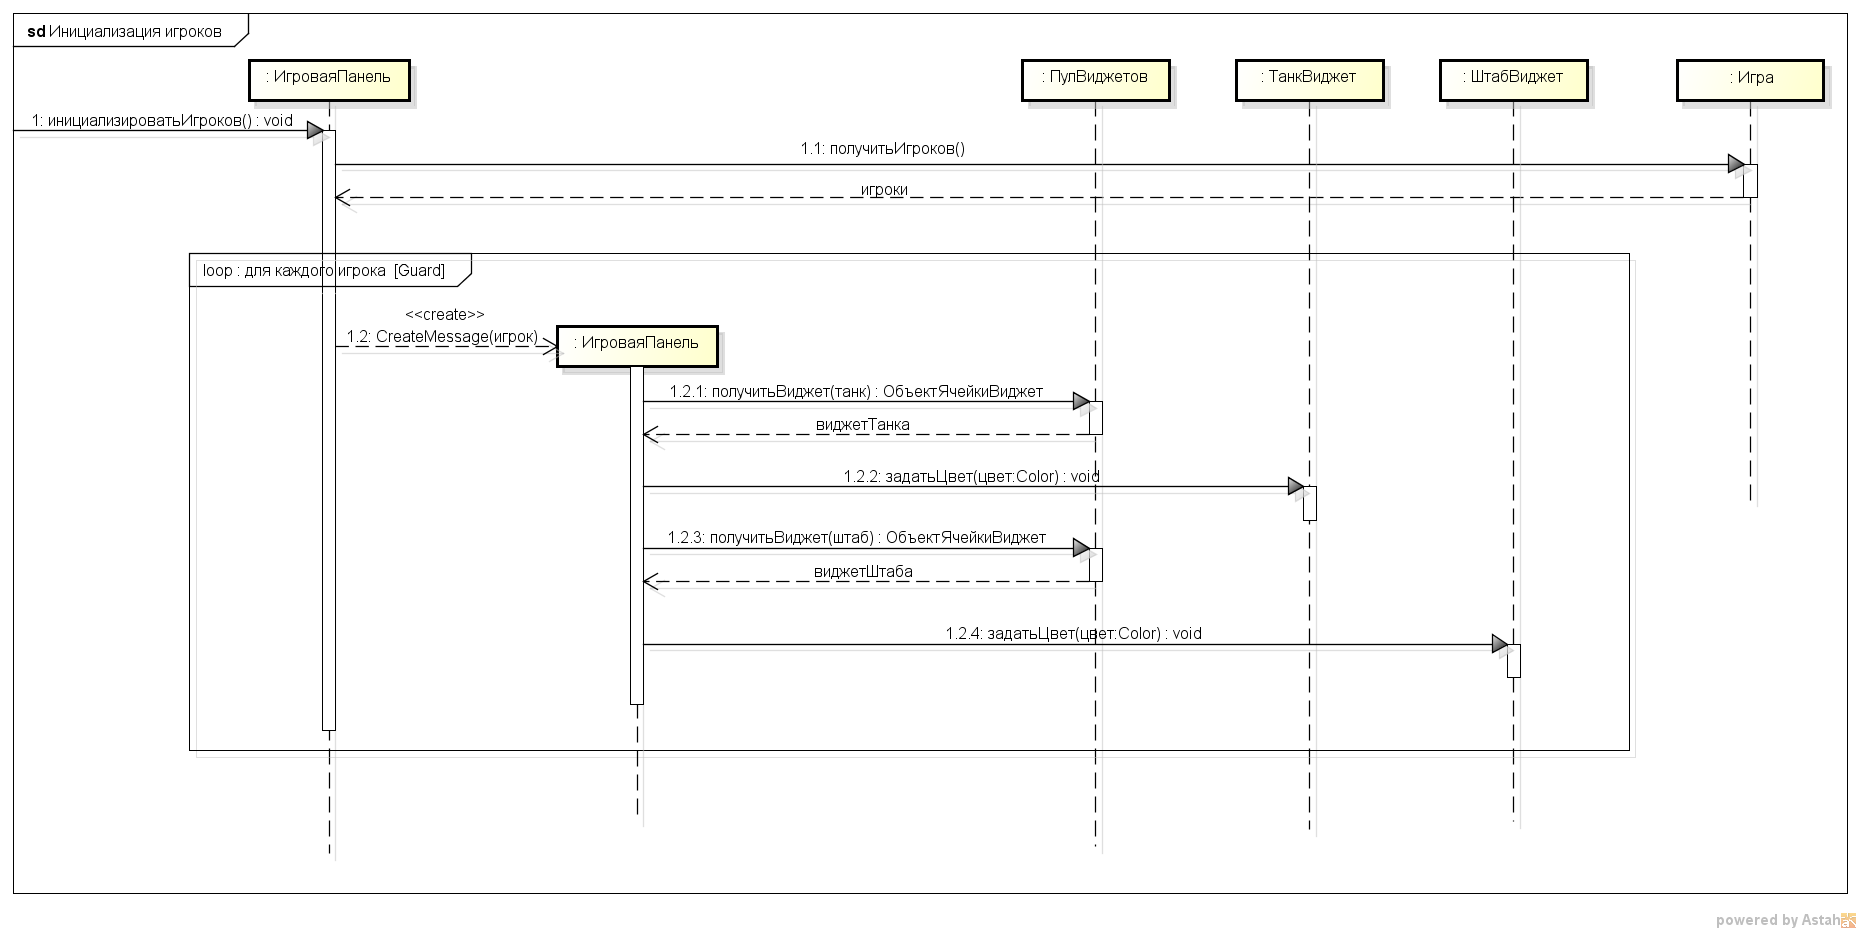 sd Инициализация игроков
: ИгроваяПанель
: ПулВиджетов
: ТанкВиджет
: ШтабВиджет
: Игра
1: инициализироватьИгроков() : void
1.1: получитьИгроков()
игроки
loop : для каждого игрока [Guard]
<<create>>
1.2: CreateMessage(игрок)
: ИгроваяПанель
1.2.1: получитьВиджет(танк) : ОбъектЯчейкиВиджет
виджетТанка
1.2.2: задатьЦвет(цвет:Color) : void
1.2.3: получитьВиджет(штаб) : ОбъектЯчейкиВиджет
виджетШтаба
1.2.4: задатьЦвет(цвет:Color) : void
powered by Astah